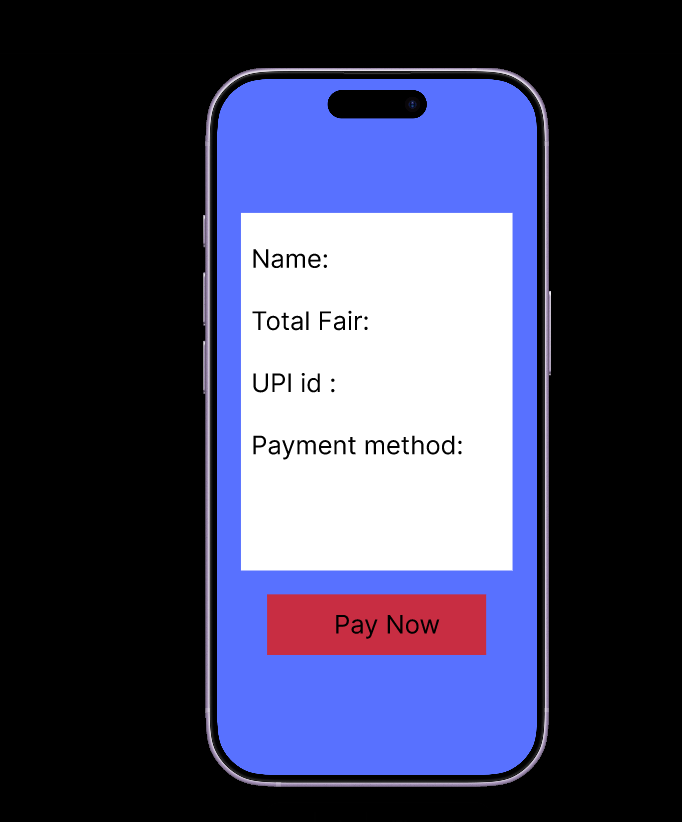 Name:
Total Fair:
UPI id :
Payment method:
Pay Now